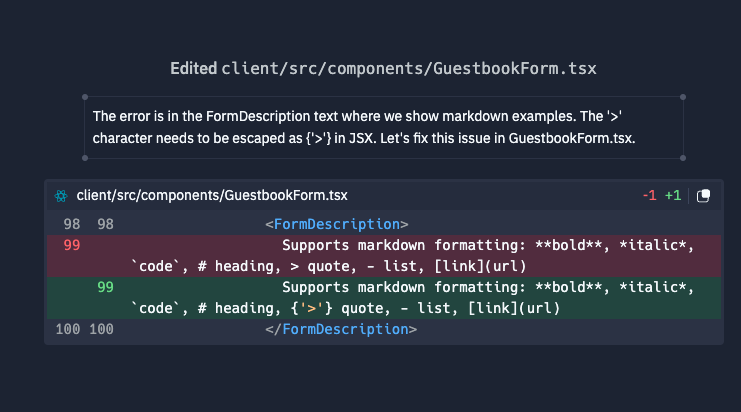 Edited client/src/components/GuestbookForm.tsx
The error is in the FormDescription text where we show markdown examples. The '>'
character needs to be escaped as {'>'} in JSX. Let's fix this issue in GuestbookForm.tsx.
client/src/components/GuestbookForm.tsx -1 +1
98 98 <FormDescription>
99 Supports markdown formatting: **bold**, *italic*,
`code`, # heading, > quote, - list, [link](url)
99 Supports markdown formatting: **bold**, *italic*,
`code`, # heading, {'>'} quote, - list, [link](url)
100 100 </FormDescription>